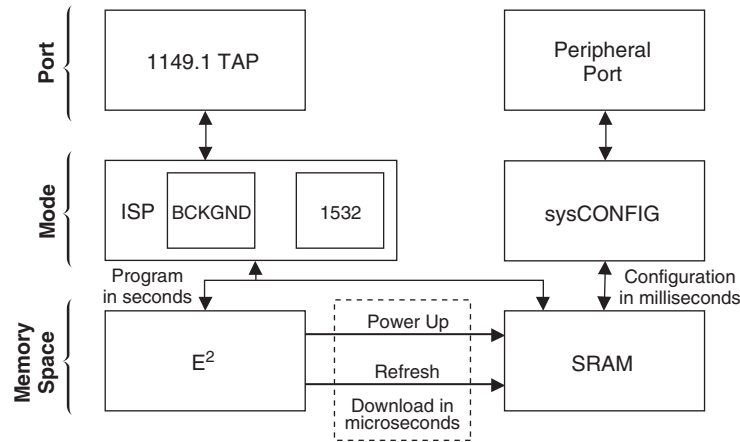 Port
1149.1 TAP
Peripheral
Port
Mode
ISP
BCKGND
1532
sysCONFIG
Program
in seconds
Configuration
in milliseconds
Memory
Space
E²
Power Up
Refresh
Download in
microseconds
SRAM